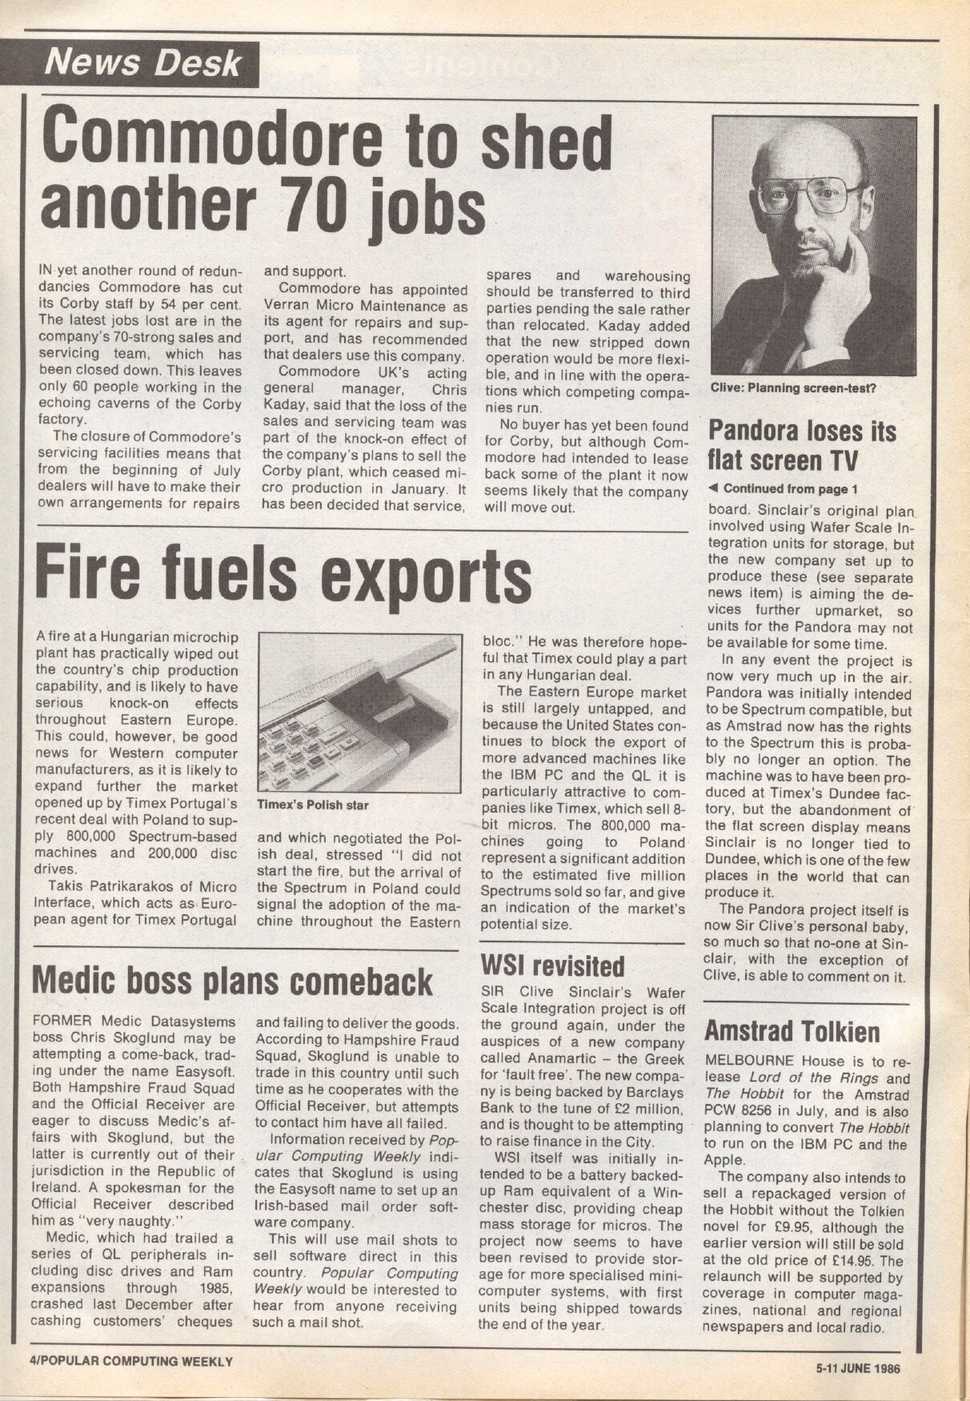 News Desk
Commodore to shed
another 70 jobs
IN yet another round of redun-
dancies Commodore has cut
its Corby staff by 54 per cent.
The latest jobs lost are in the
company's 70-strong sales and
servicing team, which has
been closed down. This leaves
only 60 people working in the
echoing caverns of the Corby
factory.
The closure of Commodore's
servicing facilities means that
from the beginning of July
dealers will have to make their
own arrangements for repairs
and support.
Commodore has appointed
Verran Micro Maintenance as
its agent for repairs and sup-
port, and has recommended
that dealers use this company.
Commodore UK's acting
general manager, Chris
Kaday, said that the loss of the
sales and servicing team was
part of the knock-on effect of
the company's plans to sell the
Corby plant, which ceased mi-
cro production in January. It
has been decided that service,
spares and warehousing
should be transferred to third
parties pending the sale rather
than relocated. Kaday added
that the new stripped down
operation would be more flexi-
ble, and in line with the opera-
tions which competing compa-
nies run.
No buyer has yet been found
for Corby, but although Com-
modore had intended to lease
back some of the plant it now
seems likely that the company
will move out.
Clive: Planning screen-test?
Pandora loses its
flat screen TV
◄ Continued from page 1
board. Sinclair's original plan
involved using Wafer Scale In-
tegration units for storage, but
the new company set up to
produce these (see separate
news item) is aiming the de-
vices further upmarket, so
units for the Pandora may not
be available for some time.
In any event the project is
now very much up in the air.
Pandora was initially intended
to be Spectrum compatible, but
as Amstrad now has the rights
to the Spectrum this is proba-
bly no longer an option. The
machine was to have been pro-
duced at Timex's Dundee fac-
tory, but the abandonment of
the flat screen display means
Sinclair is no longer tied to
Dundee, which is one of the few
places in the world that can
produce it.
The Pandora project itself is
now Sir Clive's personal baby,
so much so that no-one at Sin-
clair, with the exception of
Clive, is able to comment on it.
Fire fuels exports
A fire at a Hungarian microchip
plant has practically wiped out
the country's chip production
capability, and is likely to have
serious knock-on effects
throughout Eastern Europe.
This could, however, be good
news for Western computer
manufacturers, as it is likely to
expand further the market
opened up by Timex Portugal's
recent deal with Poland to sup-
ply 800,000 Spectrum-based
machines and 200,000 disc
drives.
Takis Patrikarakos of Micro
Interface, which acts as Euro-
pean agent for Timex Portugal
Timex's Polish star
and which negotiated the Pol-
ish deal, stressed "I did not
start the fire, but the arrival of
the Spectrum in Poland could
signal the adoption of the ma-
chine throughout the Eastern
bloc." He was therefore hope-
ful that Timex could play a part
in any Hungarian deal.
The Eastern Europe market
is still largely untapped, and
because the United States con-
tinues to block the export of
more advanced machines like
the IBM PC and the QL it is
particularly attractive to com-
panies like Timex, which sell 8-
bit micros. The 800,000 ma-
chines going to Poland
represent a significant addition
to the estimated five million
Spectrums sold so far, and give
an indication of the market's
potential size.
Medic boss plans comeback
FORMER Medic Datasystems
boss Chris Skoglund may be
attempting a come-back, trad-
ing under the name Easysoft.
Both Hampshire Fraud Squad
and the Official Receiver are
eager to discuss Medic's af-
fairs with Skoglund, but the
latter is currently out of their
jurisdiction in the Republic of
Ireland. A spokesman for the
Official Receiver described
him as "very naughty."
Medic, which had trailed a
series of QL peripherals in-
cluding disc drives and Ram
expansions through 1985,
crashed last December after
cashing customers' cheques
and failing to deliver the goods.
According to Hampshire Fraud
Squad, Skoglund is unable to
trade in this country until such
time as he cooperates with the
Official Receiver, but attempts
to contact him have all failed.
Information received by Pop-
ular Computing Weekly indi-
cates that Skoglund is using
the Easysoft name to set up an
Irish-based mail order soft-
ware company.
This will use mail shots to
sell software direct in this
country. Popular Computing
Weekly would be interested to
hear from anyone receiving
such a mail shot.
WSI revisited
SIR Clive Sinclair's Wafer
Scale Integration project is off
the ground again, under the
auspices of a new company
called Anamartic – the Greek
for 'fault free'. The new compa-
ny is being backed by Barclays
Bank to the tune of £2 million,
and is thought to be attempting
to raise finance in the City.
WSI itself was initially in-
tended to be a battery backed-
up Ram equivalent of a Win-
chester disc, providing cheap
mass storage for micros. The
project now seems to have
been revised to provide stor-
age for more specialised mini-
computer systems, with first
units being shipped towards
the end of the year.
Amstrad Tolkien
MELBOURNE House is to re-
lease Lord of the Rings and
The Hobbit for the Amstrad
PCW 8256 in July, and is also
planning to convert The Hobbit
to run on the IBM PC and the
Apple.
The company also intends to
sell a repackaged version of
the Hobbit without the Tolkien
novel for £9.95, although the
earlier version will still be sold
at the old price of £14.95. The
relaunch will be supported by
coverage in computer maga-
zines, national and regional
newspapers and local radio.
4/POPULAR COMPUTING WEEKLY
5-11 JUNE 1986